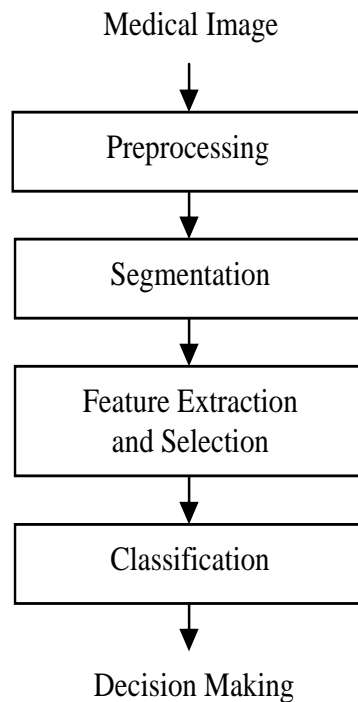 Medical Image
Preprocessing
Segmentation
Feature Extraction
and Selection
Classification
Decision Making